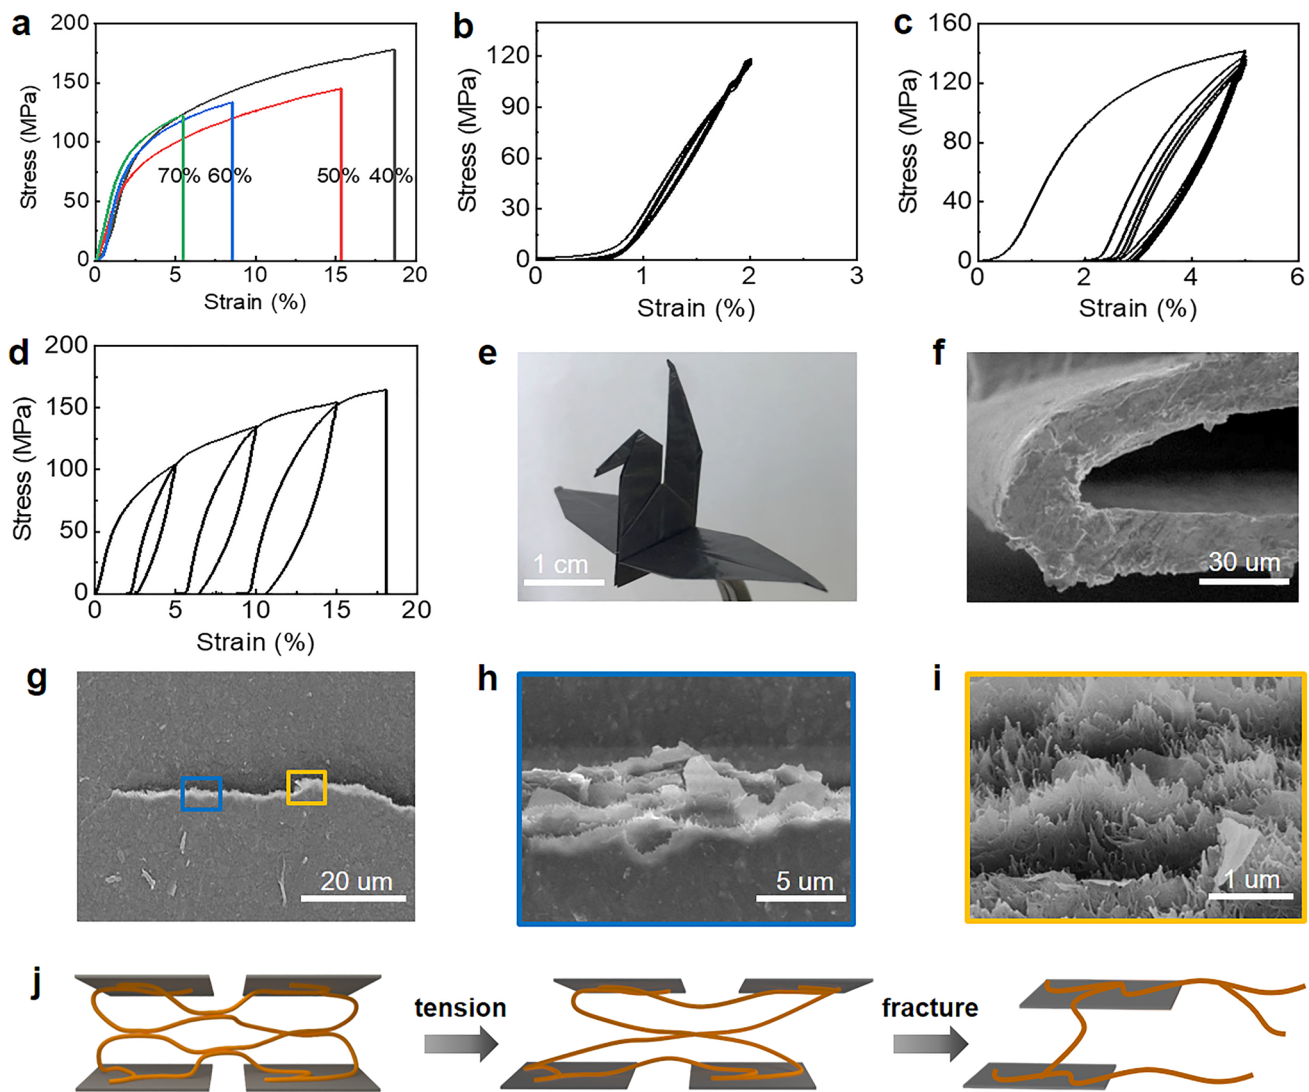 a
200
150
100
50
0
Stress (MPa)
70% 60% 50% 40%
0 5 10 15 20
Strain (%)
b
120
90
60
30
0
Stress (MPa)
0 1 2 3
Strain (%)
c
160
120
80
40
0
Stress (MPa)
0 2 4 6
Strain (%)
d
200
150
100
50
0
Stress (MPa)
0 5 10 15 20
Strain (%)
e
1 cm
f
30 um
g
20 um
h
5 um
i
1 um
j
tension
fracture